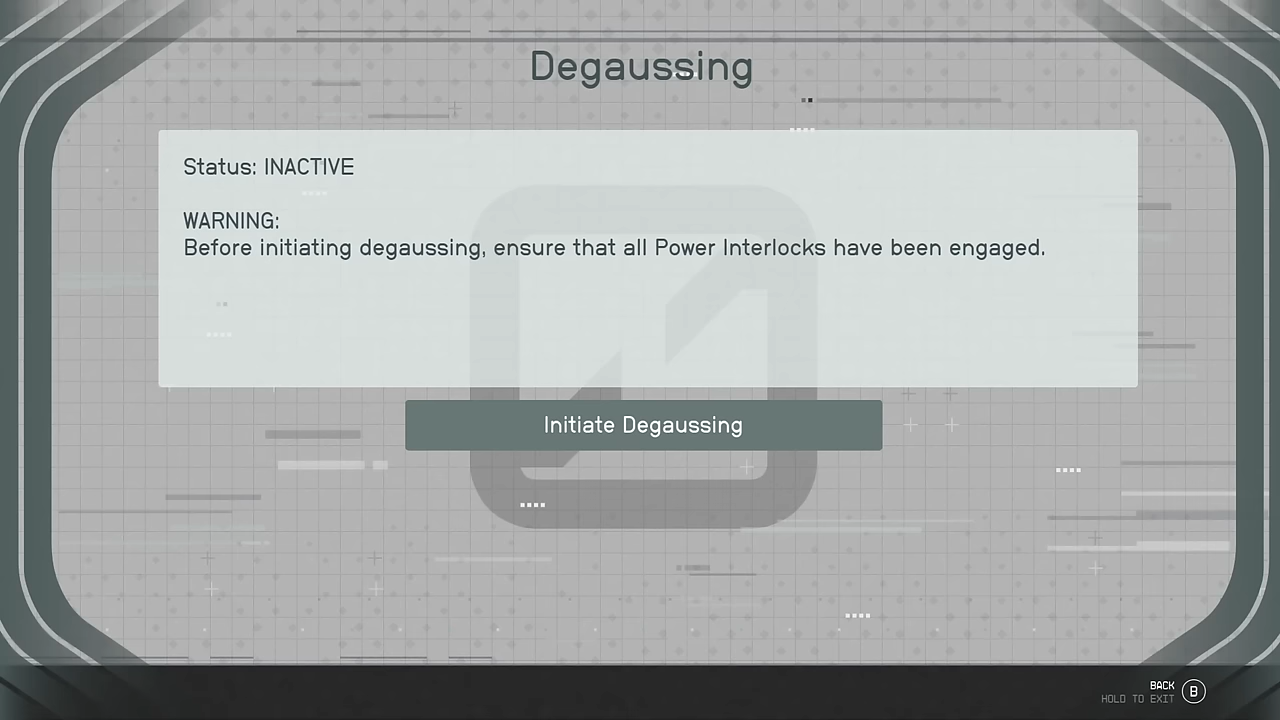 Degaussing
Status: INACTIVE
WARNING:
Before initiating degaussing, ensure that all Power Interlocks have been engaged.
Initiate Degaussing
BACK
HOLD TO EXIT
B